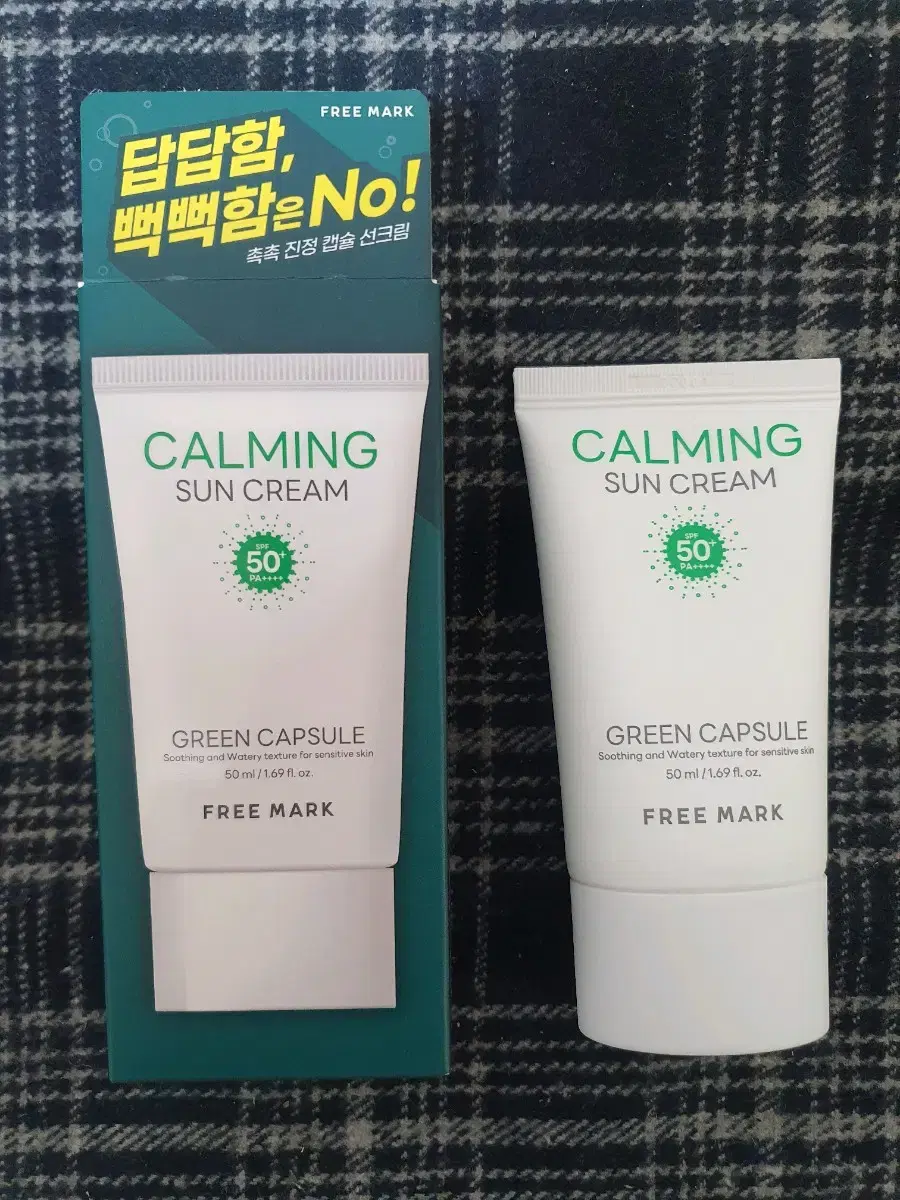 FREE MARK
답답함,
뻑뻑함은 No!
촉촉 진정 캡슐 선크림
CALMING
SUN CREAM
SPF
50+
PA++++
GREEN CAPSULE
Soothing and Watery texture for sensitive skin
50 ml / 1.69 fl. oz.
FREE MARK
CALMING
SUN CREAM
SPF
50+
PA++++
GREEN CAPSULE
Soothing and Watery texture for sensitive skin
50 ml / 1.69 fl. oz.
FREE MARK